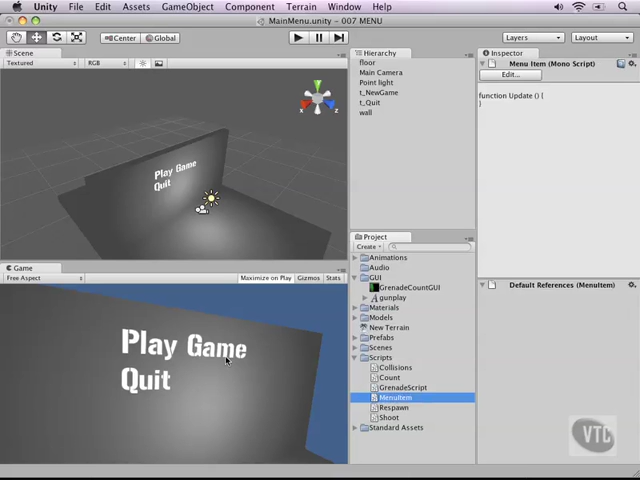 Unity File Edit Assets GameObject Component Terrain Window Help
MainMenu.unity - 007 MENU
Center Global Layers Layout
Scene
Textured RGB
Play Game
Quit
Game
Free Aspect Maximize on Play Gizmos Stats
Play Game
Quit
Hierarchy
floor
Main Camera
Point light
t_NewGame
t_Quit
wall
Project
Create
Animations
Audio
GUI
GrenadeCountGUI
gunplay
Materials
Models
New Terrain
Prefabs
Scenes
Scripts
Collisions
Count
GrenadeScript
MenuItem
Respawn
Shoot
Standard Assets
Inspector
Menu Item (Mono Script)
Edit...
function Update () {
}
Default References (MenuItem)
VTC